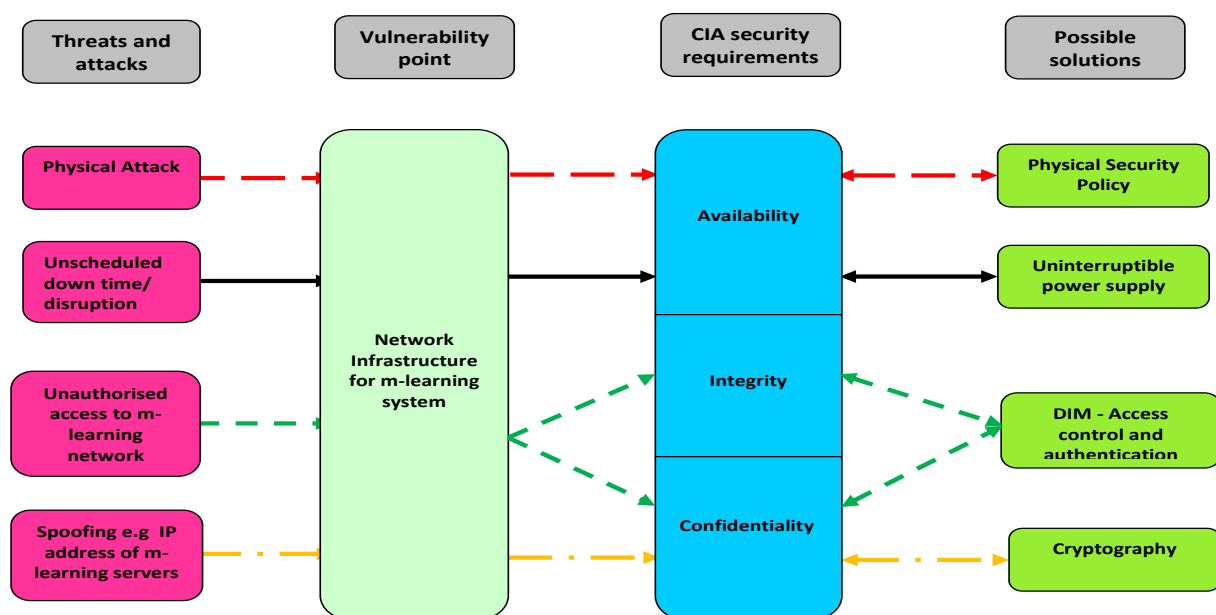 Threats and
attacks
Vulnerability
point
CIA security
requirements
Possible
solutions
Physical Attack
Unscheduled
down time/
disruption
Unauthorised
access to m-
learning
network
Spoofing e.g  IP
address of m-
learning servers
Network
Infrastructure
for m-learning
system
Availability
Integrity
Confidentiality
Physical Security
Policy
Uninterruptible
power supply
DIM - Access
control and
authentication
Cryptography